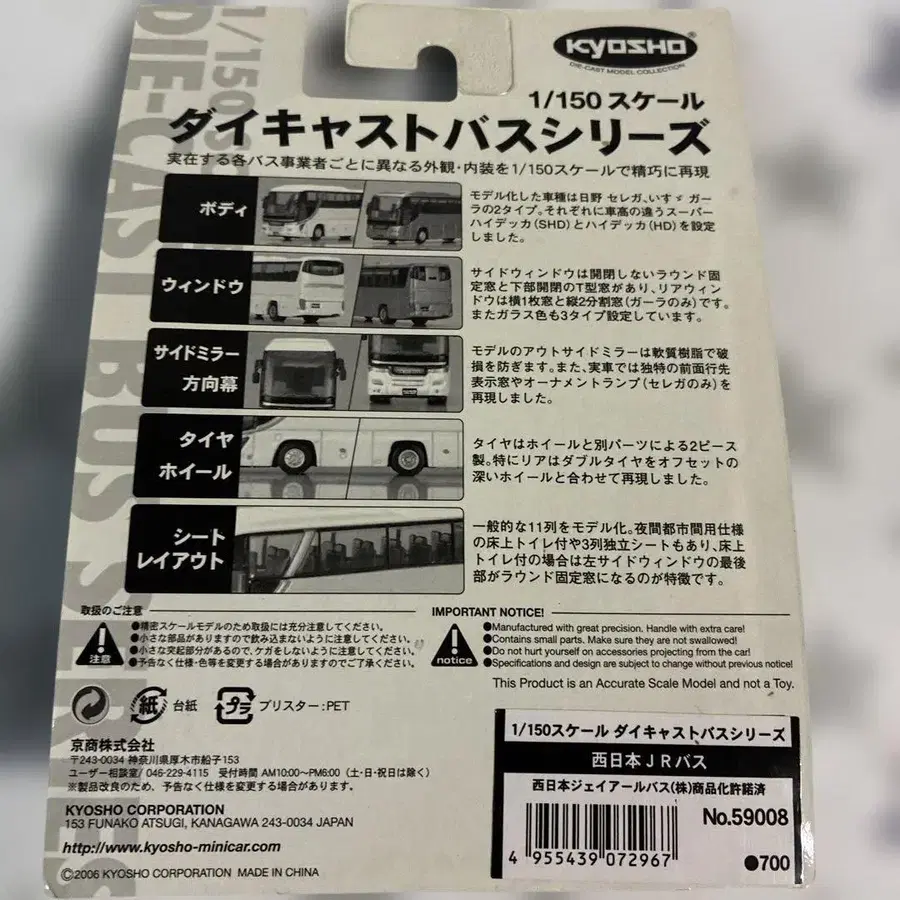 1/150SC
DIE-CAST BUS SERIES
KYOSHO
DIE-CAST MODEL COLLECTION
1/150 スケール
ダイキャストバスシリーズ
実在する各バス事業者ごとに異なる外観・内装を1/150スケールで精巧に再現
ボディ
モデル化した車種は日野 セレガ、いすゞ ガー
ラの2タイプ。それぞれに車高の違うスーパー
ハイデッカ(SHD)とハイデッカ(HD)を設定
しました。
ウィンドウ
サイドウィンドウは開閉しないラウンド固
定窓と下部開閉のT型窓があり、リアウィン
ドウは横1枚窓と縦2分割窓(ガーラのみ)です。
またガラス色も3タイプ設定しています。
サイドミラー
方向幕
モデルのアウトサイドミラーは軟質樹脂で破
損を防ぎます。また、実車では独特の前面行先
表示窓やオーナメントランプ(セレガのみ)を
再現しました。
タイヤ
ホイール
タイヤはホイールと別パーツによる2ピース
製。特にリアはダブルタイヤをオフセットの
深いホイールと合わせて再現しました。
シート
レイアウト
一般的な11列をモデル化。夜間都市間用仕様
の床上トイレ付や3列独立シートもあり、床上
トイレ付の場合は左サイドウィンドウの最後
部がラウンド固定窓になるのが特徴です。
取扱のご注意
注意
●精密スケールモデルのため取扱には充分注意してください。
●小さな部品がありますので飲み込まないように注意してください。
●小さな突起部分があるので、ケガをしないように注意してください。
●予告なく仕様・色等を変更する場合がありますのでご了承ください。
IMPORTANT NOTICE!
notice
●Manufactured with great precision. Handle with extra care!
●Contains small parts. Make sure they are not swallowed!
●Do not hurt yourself on accessories projecting from the car!
●Specifications and design are subject to change without previous notice!
This Product is an Accurate Scale Model and not a Toy.
紙 台紙
プラ ブリスター:PET
京商株式会社
〒243-0034 神奈川県厚木市船子153
ユーザー相談室/ 046-229-4115 受付時間 AM10:00~PM6:00 (土・日・祝日は除く)
※製品改良のため、予告なく仕様を変更する場合があります。
KYOSHO CORPORATION
153 FUNAKO ATSUGI, KANAGAWA 243-0034 JAPAN
http://www.kyosho-minicar.com
©2006 KYOSHO CORPORATION MADE IN CHINA
1/150スケール ダイキャストバスシリーズ
西日本JRバス
西日本ジェイアールバス(株)商品化許諾済
No.59008
4 955439 072967
●700